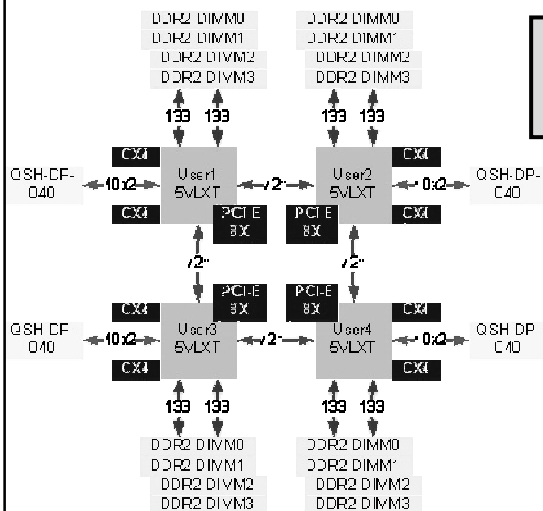 DDR2 DIMM0 DDR2 DIMM0
DDR2 DIMM1 DDR2 DIMM1
DDR2 DIMM2 DDR2 DIMM2
DDR2 DIMM3 DDR2 DIMM3
133 133 133 133
CX4 CX4
QSH-DP- User1 User2 QSH-DP-
040 40x2 5VLXT 5VLXT 40x2 040
CX4 PCI-E PCI-E CX4
8X 8X
PCI-E PCI-E
CX4 8X 8X CX4
QSH-DP User3 User4 QSH-DP
040 40x2 5VLXT 5VLXT 40x2 040
CX4 CX4
133 133 133 133
DDR2 DIMM0 DDR2 DIMM0
DDR2 DIMM1 DDR2 DIMM1
DDR2 DIMM2 DDR2 DIMM2
DDR2 DIMM3 DDR2 DIMM3